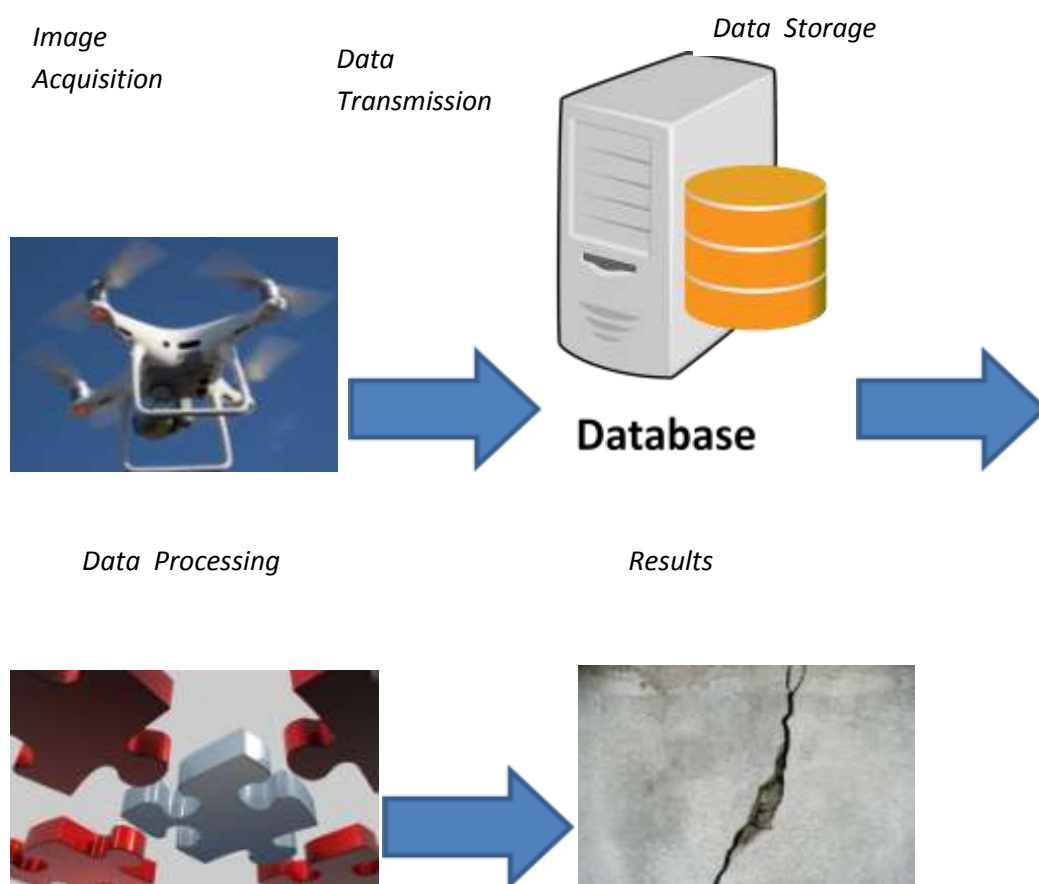 Image
Acquisition
Data
Transmission
Data Storage
Database
Data Processing
Results